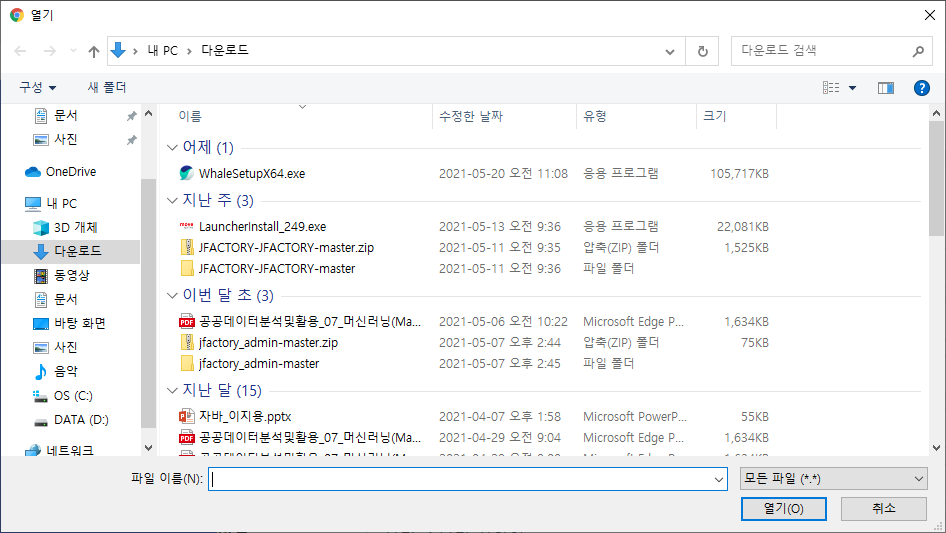 열기
내 PC
다운로드
다운로드 검색
구성
새 폴더
문서
사진
OneDrive
내 PC
3D 개체
다운로드
동영상
문서
바탕 화면
사진
음악
OS (C:)
DATA (D:)
네트워크
이름 수정한 날짜 유형 크기
어제 (1)
WhaleSetupX64.exe 2021-05-20 오전 11:08 응용 프로그램 105,717KB
지난 주 (3)
LauncherInstall_249.exe 2021-05-13 오전 9:36 응용 프로그램 22,081KB
JFACTORY-JFACTORY-master.zip 2021-05-11 오전 9:35 압축(ZIP) 폴더 1,525KB
JFACTORY-JFACTORY-master 2021-05-11 오전 9:36 파일 폴더
이번 달 초 (3)
공공데이터분석및활용_07_머신러닝(Ma... 2021-05-06 오전 10:22 Microsoft Edge P... 1,634KB
jfactory_admin-master.zip 2021-05-07 오후 2:44 압축(ZIP) 폴더 75KB
jfactory_admin-master 2021-05-07 오후 2:45 파일 폴더
지난 달 (15)
자바_이지용.pptx 2021-04-07 오후 1:58 Microsoft PowerP... 55KB
공공데이터분석및활용_07_머신러닝(Ma... 2021-04-29 오전 9:04 Microsoft Edge P... 1,634KB
파일 이름(N):
모든 파일 (*.*)
열기(O)
취소